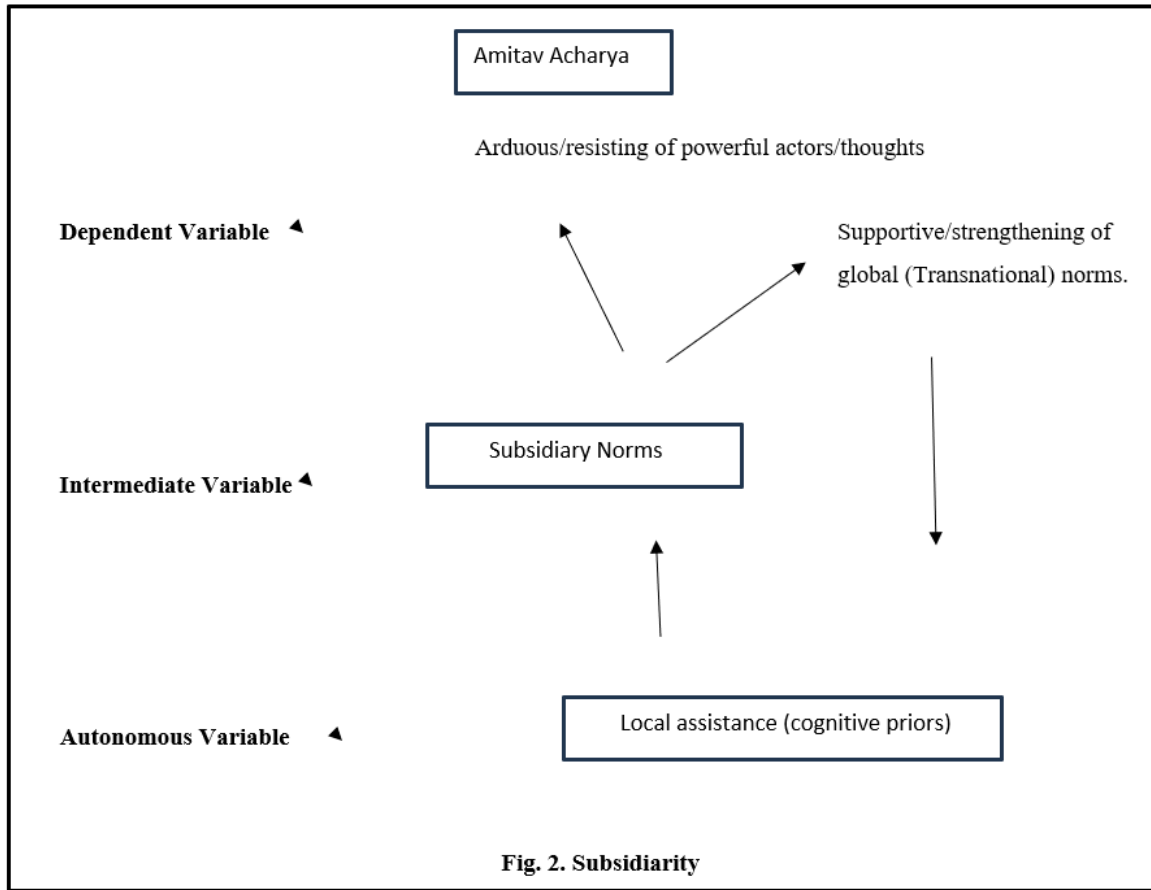 Amitav Acharya
Arduous/resisting of powerful actors/thoughts
Dependent Variable
Supportive/strengthening of
global (Transnational) norms.
Subsidiary Norms
Intermediate Variable
Local assistance (cognitive priors)
Autonomous Variable
Fig. 2. Subsidiarity